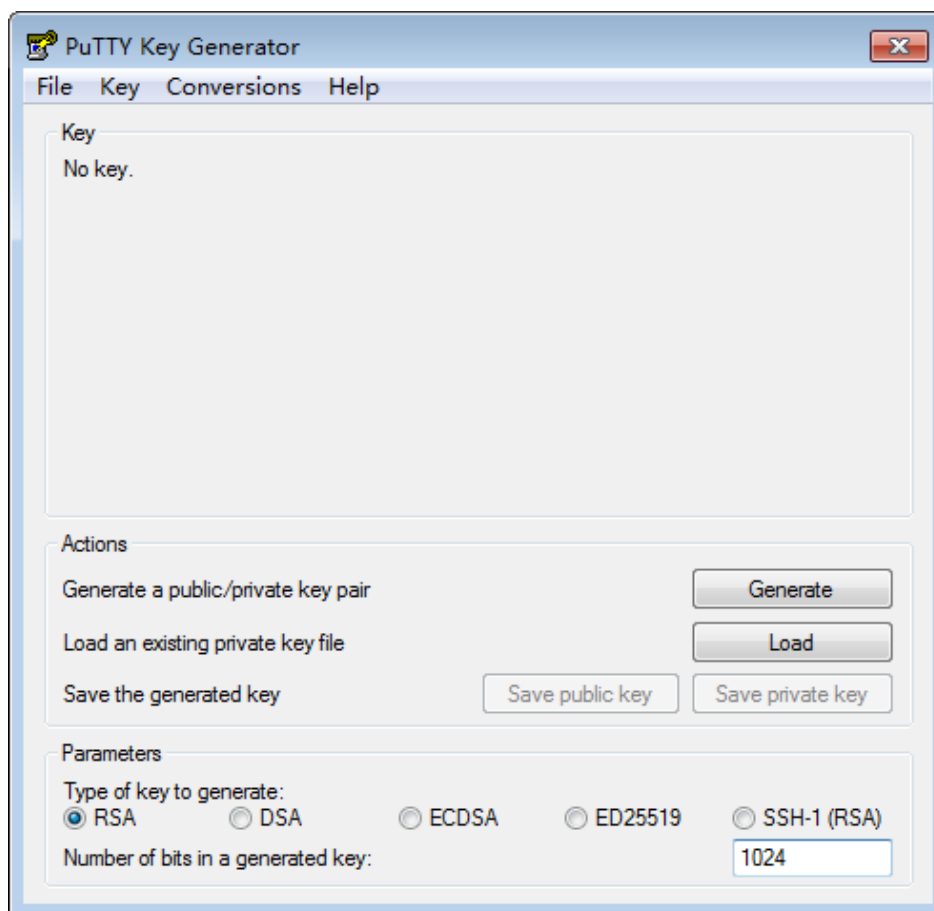 PuTTY Key Generator
File Key Conversions Help
Key
No key.
Actions
Generate a public/private key pair Generate
Load an existing private key file Load
Save the generated key Save public key Save private key
Parameters
Type of key to generate:
RSA DSA ECDSA ED25519 SSH-1 (RSA)
Number of bits in a generated key: 1024